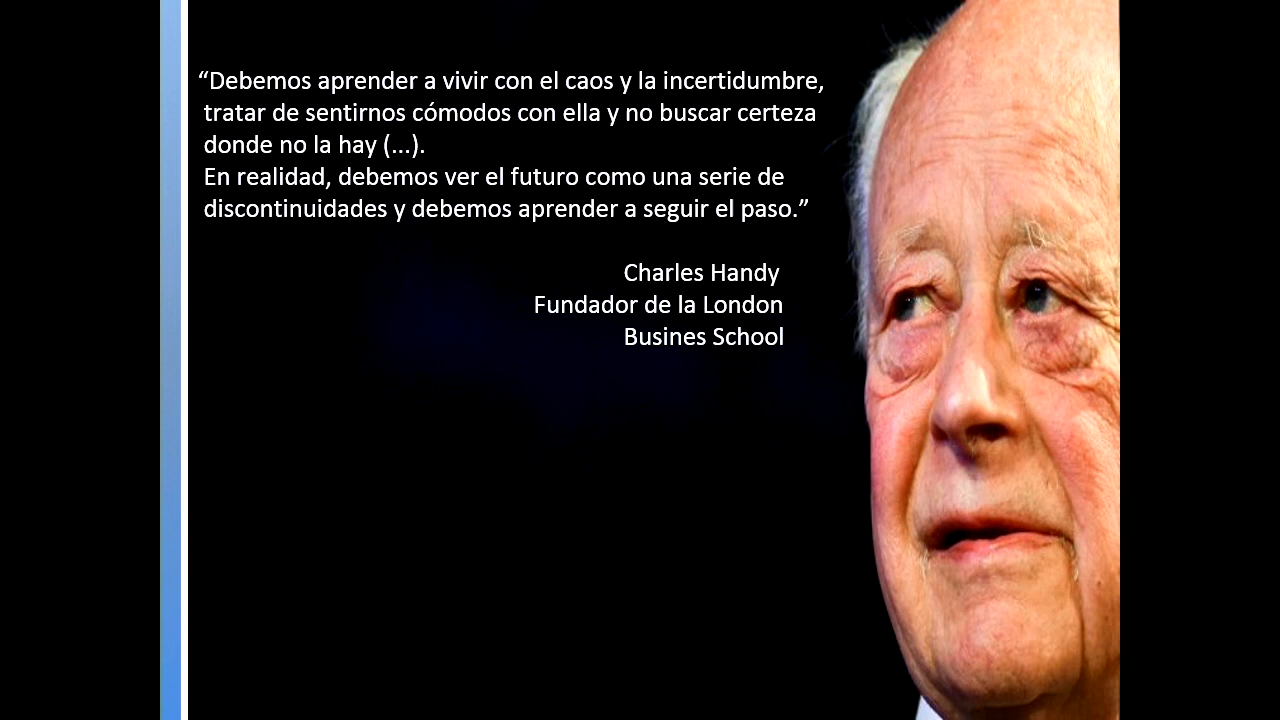 “Debemos aprender a vivir con el caos y la incertidumbre,
tratar de sentirnos cómodos con ella y no buscar certeza
donde no la hay (...).
En realidad, debemos ver el futuro como una serie de
discontinuidades y debemos aprender a seguir el paso.”
Charles Handy
Fundador de la London
Busines School